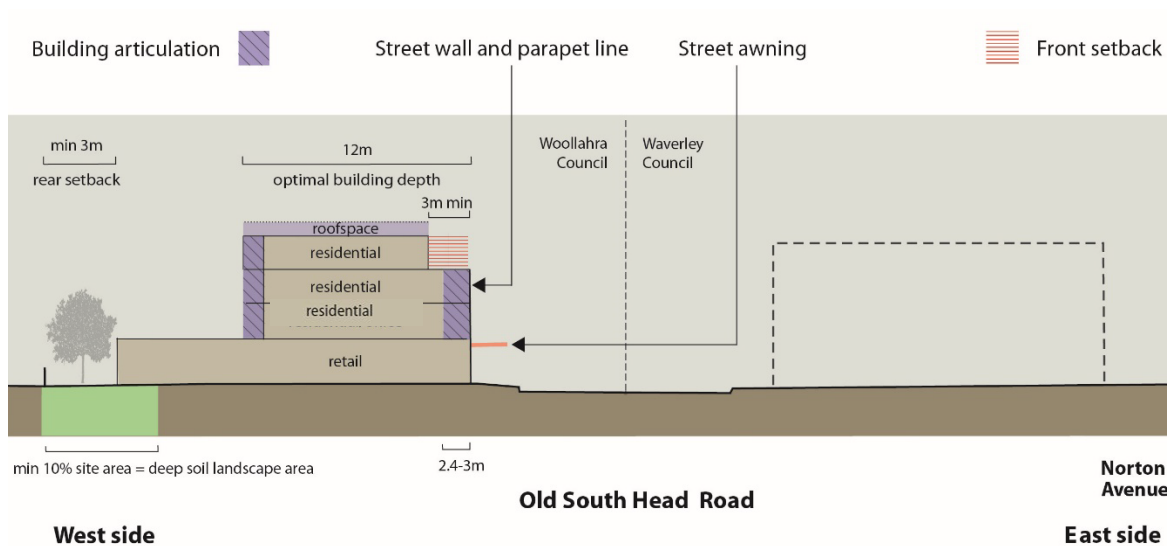 Building articulation
Street wall and parapet line
Street awning
Front setback
min 3m
rear setback
12m
optimal building depth
3m min
Woollahra
Council
Waverley
Council
roofspace
residential
residential
residential
retail
min 10% site area = deep soil landscape area
2.4-3m
Old South Head Road
Norton
Avenue
West side
East side